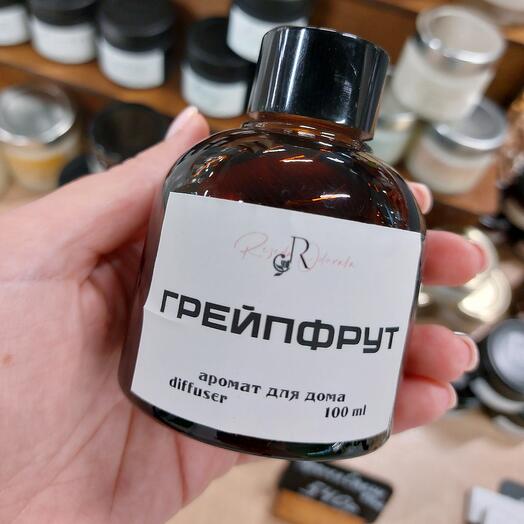 R
ГРЕЙПФРУТ
аромат для дома
diffuser 100 ml